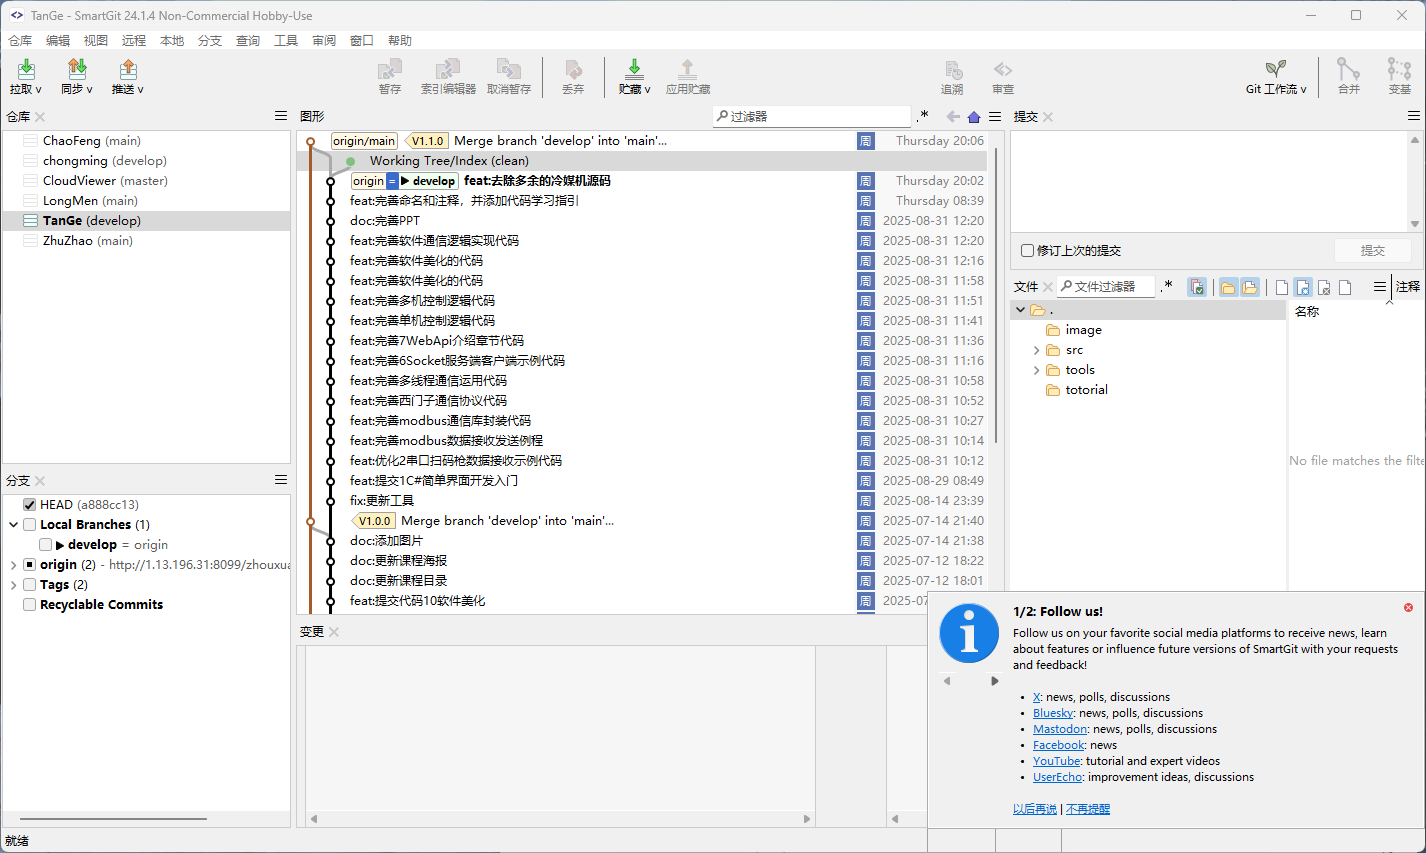 TanGe - SmartGit 24.1.4 Non-Commercial Hobby-Use
仓库 编辑 视图 远程 本地 分支 查询 工具 审阅 窗口 帮助
拉取 同步 推送 暂存 索引编辑器 取消暂存 丢弃 贮藏 应用贮藏 追溯 审查 Git 工作流 合并 变基
仓库
ChaoFeng (main)
chongming (develop)
CloudViewer (master)
LongMen (main)
TanGe (develop)
ZhuZhao (main)
分支
HEAD (a888cc13)
Local Branches (1)
develop = origin
origin (2) - http://1.13.196.31:8099/zhouxua
Tags (2)
Recyclable Commits
图形
过滤器 .*
origin/main V1.1.0 Merge branch 'develop' into 'main'... 周 Thursday 20:06
Working Tree/Index (clean)
origin = develop feat:去除多余的冷媒机源码 周 Thursday 20:02
feat:完善命名和注释，并添加代码学习指引 周 Thursday 08:39
doc:完善PPT 周 2025-08-31 12:20
feat:完善软件通信逻辑实现代码 周 2025-08-31 12:20
feat:完善软件美化的代码 周 2025-08-31 12:16
feat:完善软件美化的代码 周 2025-08-31 11:58
feat:完善多机控制逻辑代码 周 2025-08-31 11:51
feat:完善单机控制逻辑代码 周 2025-08-31 11:41
feat:完善7WebApi介绍章节代码 周 2025-08-31 11:36
feat:完善6Socket服务端客户端示例代码 周 2025-08-31 11:16
feat:完善多线程通信运用代码 周 2025-08-31 10:58
feat:完善西门子通信协议代码 周 2025-08-31 10:52
feat:完善modbus通信库封装代码 周 2025-08-31 10:27
feat:完善modbus数据接收发送例程 周 2025-08-31 10:14
feat:优化2串口扫码枪数据接收示例代码 周 2025-08-31 10:12
feat:提交1C#简单界面开发入门 周 2025-08-29 08:49
fix:更新工具 周 2025-08-14 23:39
V1.0.0 Merge branch 'develop' into 'main'... 周 2025-07-14 21:40
doc:添加图片 周 2025-07-14 21:38
doc:更新课程海报 周 2025-07-12 18:22
doc:更新课程目录 周 2025-07-12 18:01
feat:提交代码10软件美化 周 2025-07
变更
提交
修订上次的提交 提交
文件 文件过滤器 .* 注释
.
image
src
tools
totorial
名称
No file matches the filte
1/2: Follow us!
Follow us on your favorite social media platforms to receive news, learn
about features or influence future versions of SmartGit with your requests
and feedback!
• X: news, polls, discussions
• Bluesky: news, polls, discussions
• Mastodon: news, polls, discussions
• Facebook: news
• YouTube: tutorial and expert videos
• UserEcho: improvement ideas, discussions
以后再说 | 不再提醒
就绪